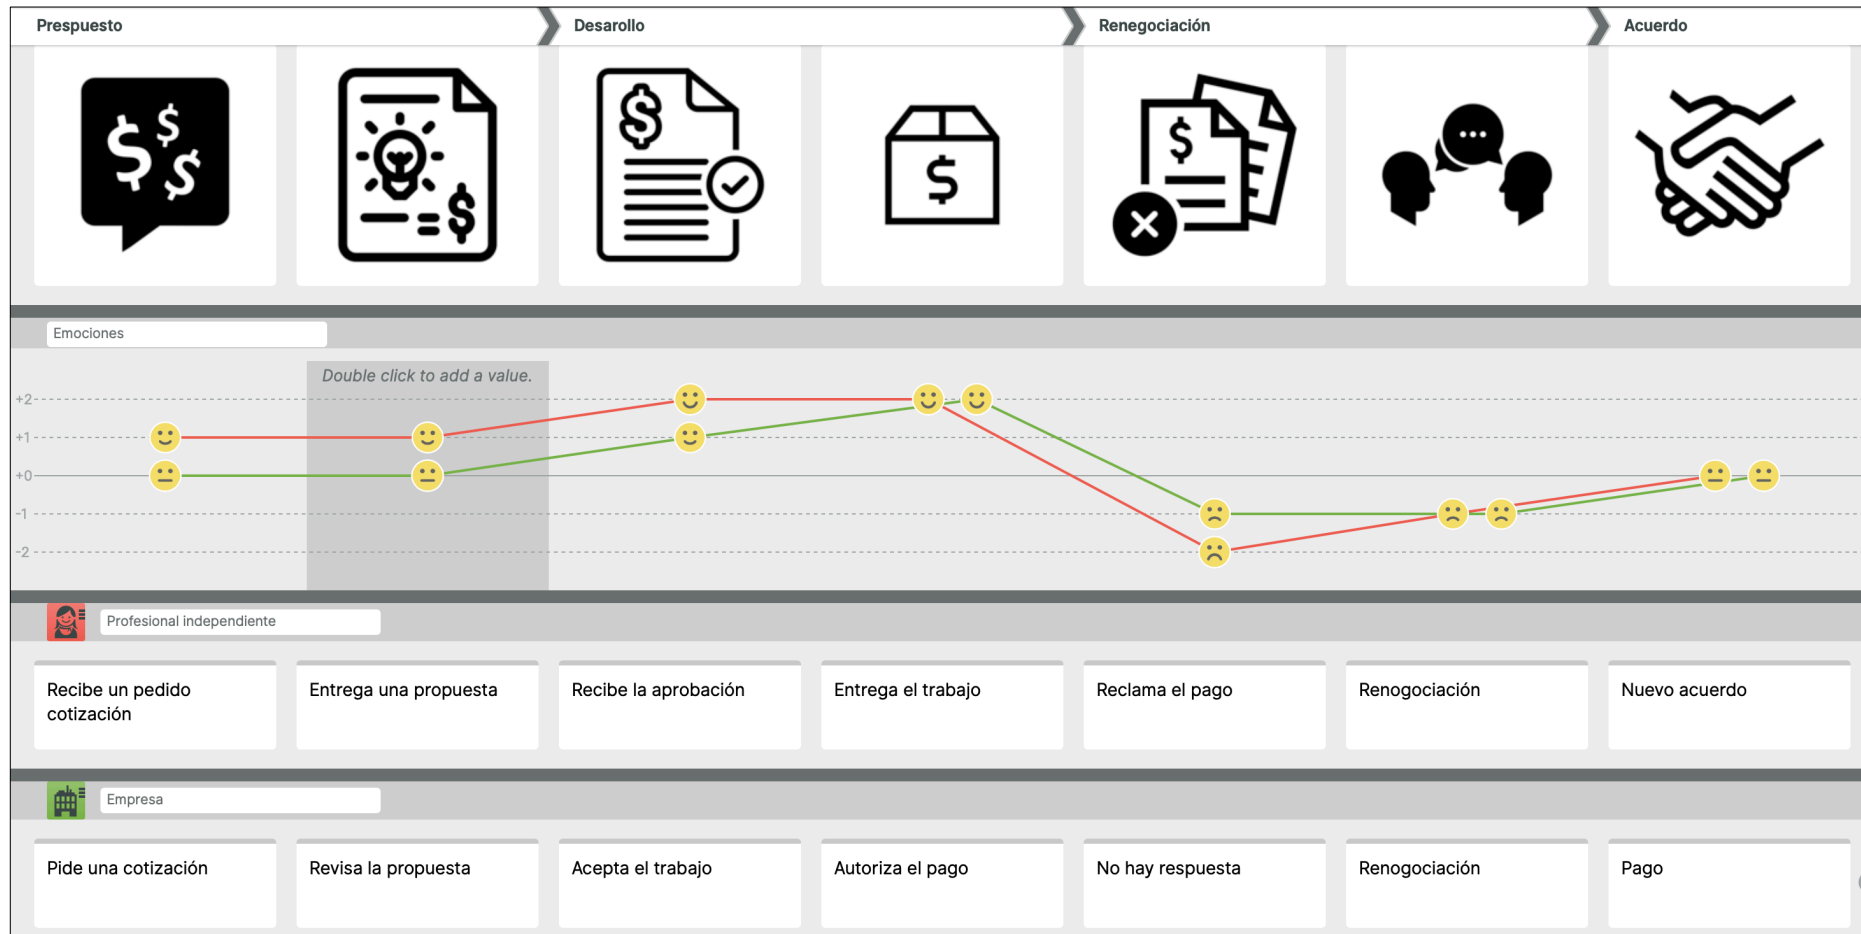 Prespuesto
Desarollo
Renegociación
Acuerdo
Emociones
Double click to add a value.
+2
+1
+0
-1
-2
Profesional independiente
Recibe un pedido
cotización
Entrega una propuesta
Recibe la aprobación
Entrega el trabajo
Reclama el pago
Renogociación
Nuevo acuerdo
Empresa
Pide una cotización
Revisa la propuesta
Acepta el trabajo
Autoriza el pago
No hay respuesta
Renogociación
Pago